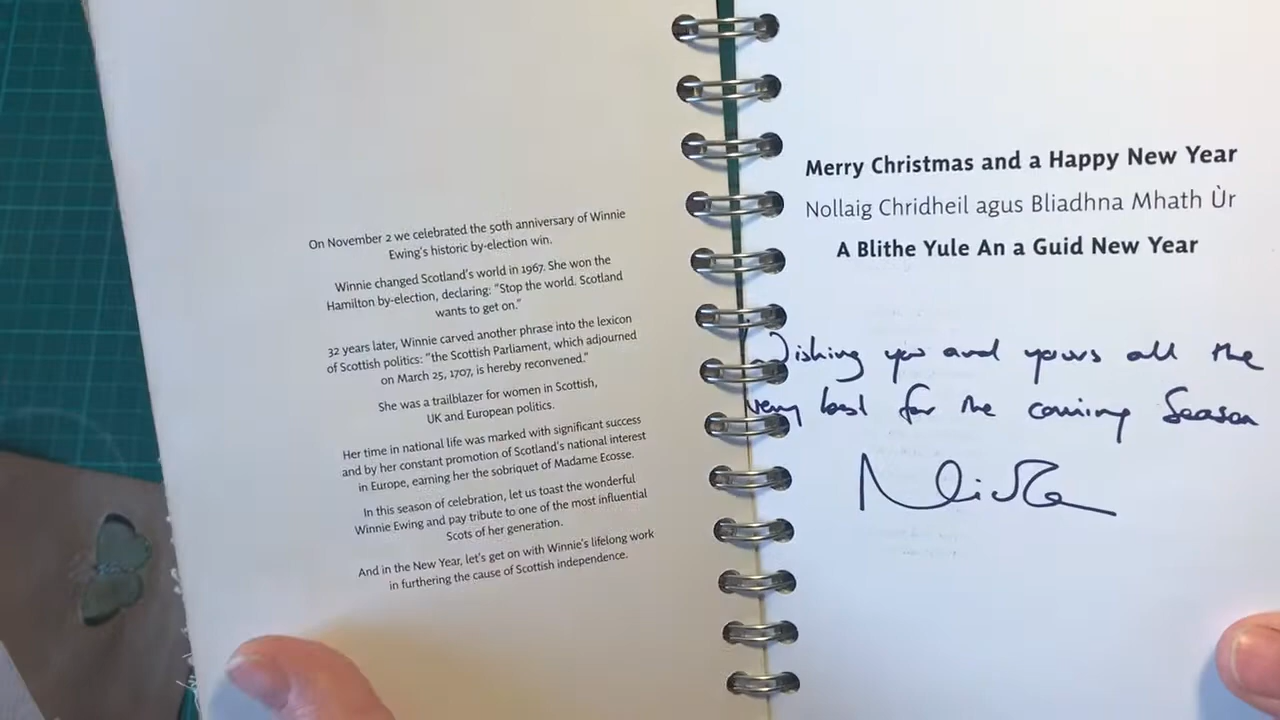 On November 2 we celebrated the 50th anniversary of Winnie
Ewing's historic by-election win.
Winnie changed Scotland's world in 1967. She won the
Hamilton by-election, declaring: “Stop the world. Scotland
wants to get on.”
32 years later, Winnie carved another phrase into the lexicon
of Scottish politics: “the Scottish Parliament, which adjourned
on March 25, 1707, is hereby reconvened.”
She was a trailblazer for women in Scottish,
UK and European politics.
Her time in national life was marked with significant success
and by her constant promotion of Scotland's national interest
in Europe, earning her the sobriquet of Madame Ecosse.
In this season of celebration, let us toast the wonderful
Winnie Ewing and pay tribute to one of the most influential
Scots of her generation.
And in the New Year, let's get on with Winnie's lifelong work
in furthering the cause of Scottish independence.
Merry Christmas and a Happy New Year
Nollaig Chridheil agus Bliadhna Mhath Ùr
A Blithe Yule An a Guid New Year
Wishing you and yours all the
very best for the coming Season